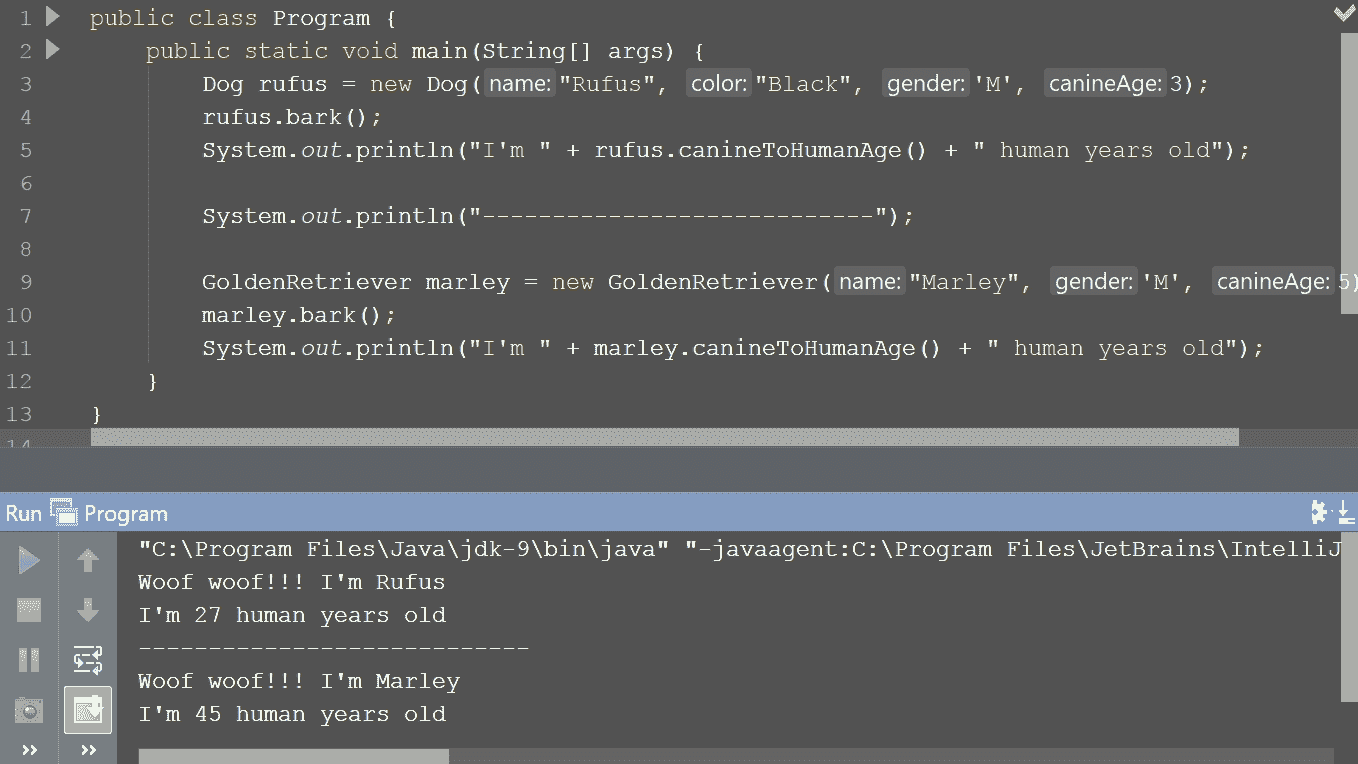 1 public class Program {
2 public static void main(String[] args) {
3 Dog rufus = new Dog( name: "Rufus", color: "Black", gender: 'M', canineAge: 3);
4 rufus.bark();
5 System.out.println("I'm " + rufus.canineToHumanAge() + " human years old");
6
7 System.out.println("----------------------------");
8
9 GoldenRetriever marley = new GoldenRetriever( name: "Marley", gender: 'M', canineAge: 5)
10 marley.bark();
11 System.out.println("I'm " + marley.canineToHumanAge() + " human years old");
12 }
13 }
14
Run Program
"C:\Program Files\Java\jdk-9\bin\java" "-javaagent:C:\Program Files\JetBrains\IntelliJ
Woof woof!!! I'm Rufus
I'm 27 human years old
----------------------------
Woof woof!!! I'm Marley
I'm 45 human years old